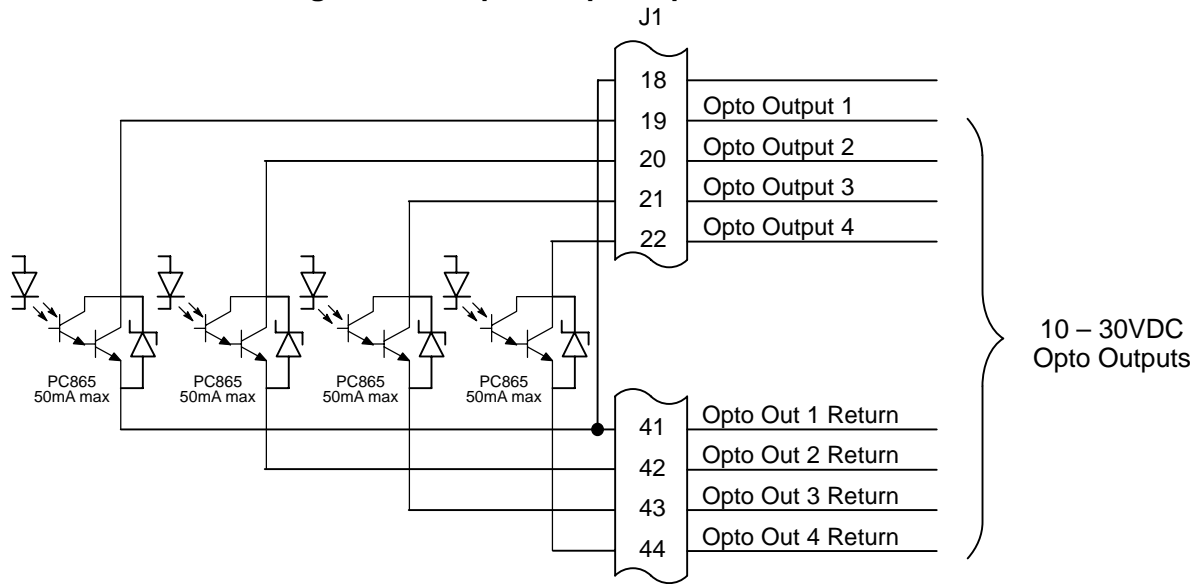 J1
18
Opto Output 1
19
Opto Output 2
20
Opto Output 3
21
Opto Output 4
22
10 – 30VDC
Opto Outputs
PC865
50mA max
PC865
50mA max
PC865
50mA max
PC865
50mA max
Opto Out 1 Return
41
Opto Out 2 Return
42
Opto Out 3 Return
43
Opto Out 4 Return
44